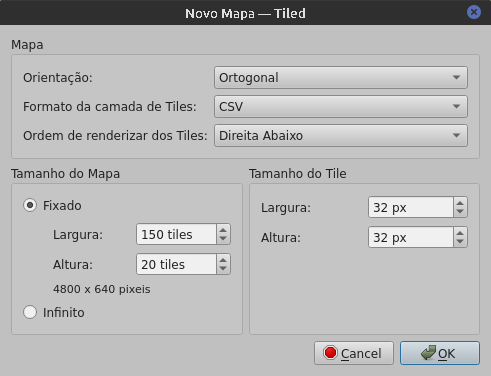 Novo Mapa — Tiled
Mapa
Orientação: Ortogonal
Formato da camada de Tiles: CSV
Ordem de renderizar dos Tiles: Direita Abaixo
Tamanho do Mapa
Fixado
Largura: 150 tiles
Altura: 20 tiles
4800 x 640 pixeis
Infinito
Tamanho do Tile
Largura: 32 px
Altura: 32 px
Cancel
OK